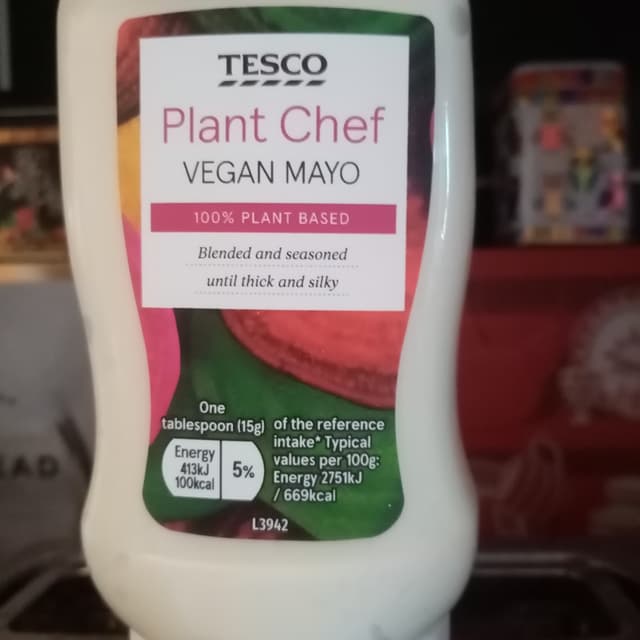 TESCO
Plant Chef
VEGAN MAYO
100% PLANT BASED
Blended and seasoned
until thick and silky
One
tablespoon (15g)
Energy
413kJ
100kcal
5%
of the reference
intake* Typical
values per 100g:
Energy 2751kJ
/ 669kcal
L3942
EAD